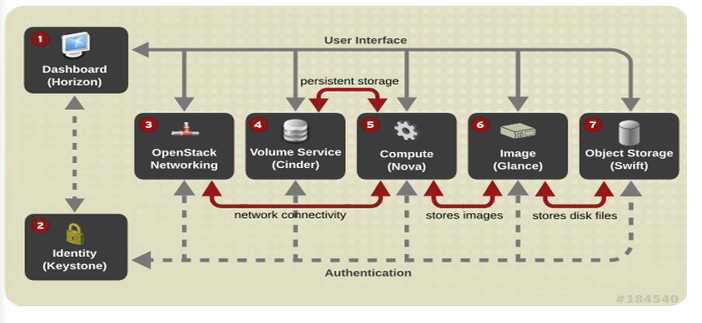 User Interface
1
Dashboard
(Horizon)
persistent storage
3
OpenStack
Networking
4
Volume Service
(Cinder)
5
Compute
(Nova)
6
Image
(Glance)
7
Object Storage
(Swift)
network connectivity
stores images
stores disk files
2
Identity
(Keystone)
Authentication
#184540